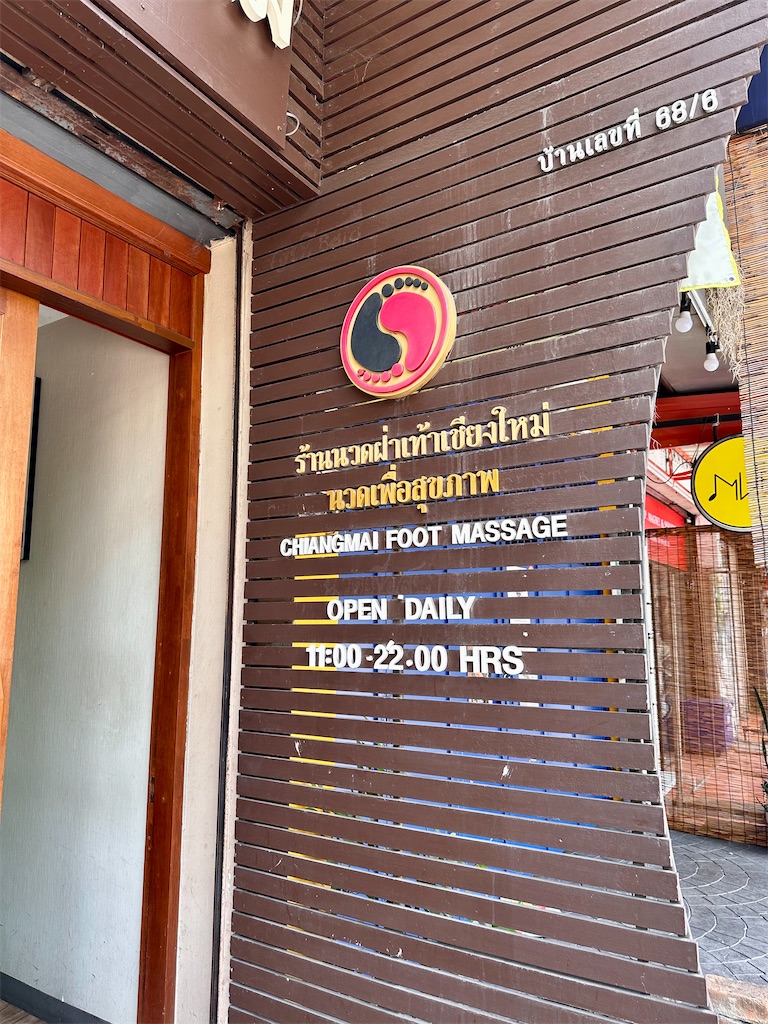 บ้านเลขที่ 68/6
ร้านนวดฝ่าเท้าเชียงใหม่
นวดเพื่อสุขภาพ
CHIANGMAI FOOT MASSAGE
OPEN DAILY
11:00-22.00 HRS